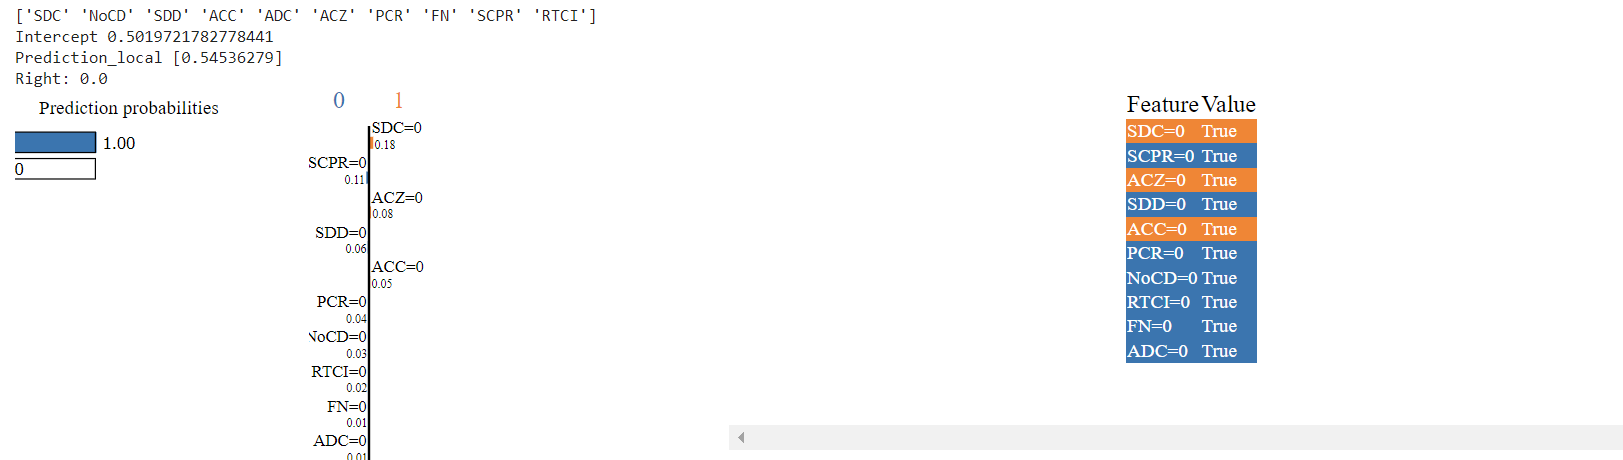 ['SDC' 'NoCD' 'SDD' 'ACC' 'ADC' 'ACZ' 'PCR' 'FN' 'SCPR' 'RTCI']
Intercept 0.5019721782778441
Prediction_local [0.54536279]
Right: 0.0
Prediction probabilities
1.00
0
0 1
SDC=0
0.18
SCPR=0
0.11
ACZ=0
0.08
SDD=0
0.06
ACC=0
0.05
PCR=0
0.04
NoCD=0
0.03
RTCI=0
0.02
FN=0
0.01
ADC=0
0.01
Feature Value
SDC=0 True
SCPR=0 True
ACZ=0 True
SDD=0 True
ACC=0 True
PCR=0 True
NoCD=0 True
RTCI=0 True
FN=0 True
ADC=0 True